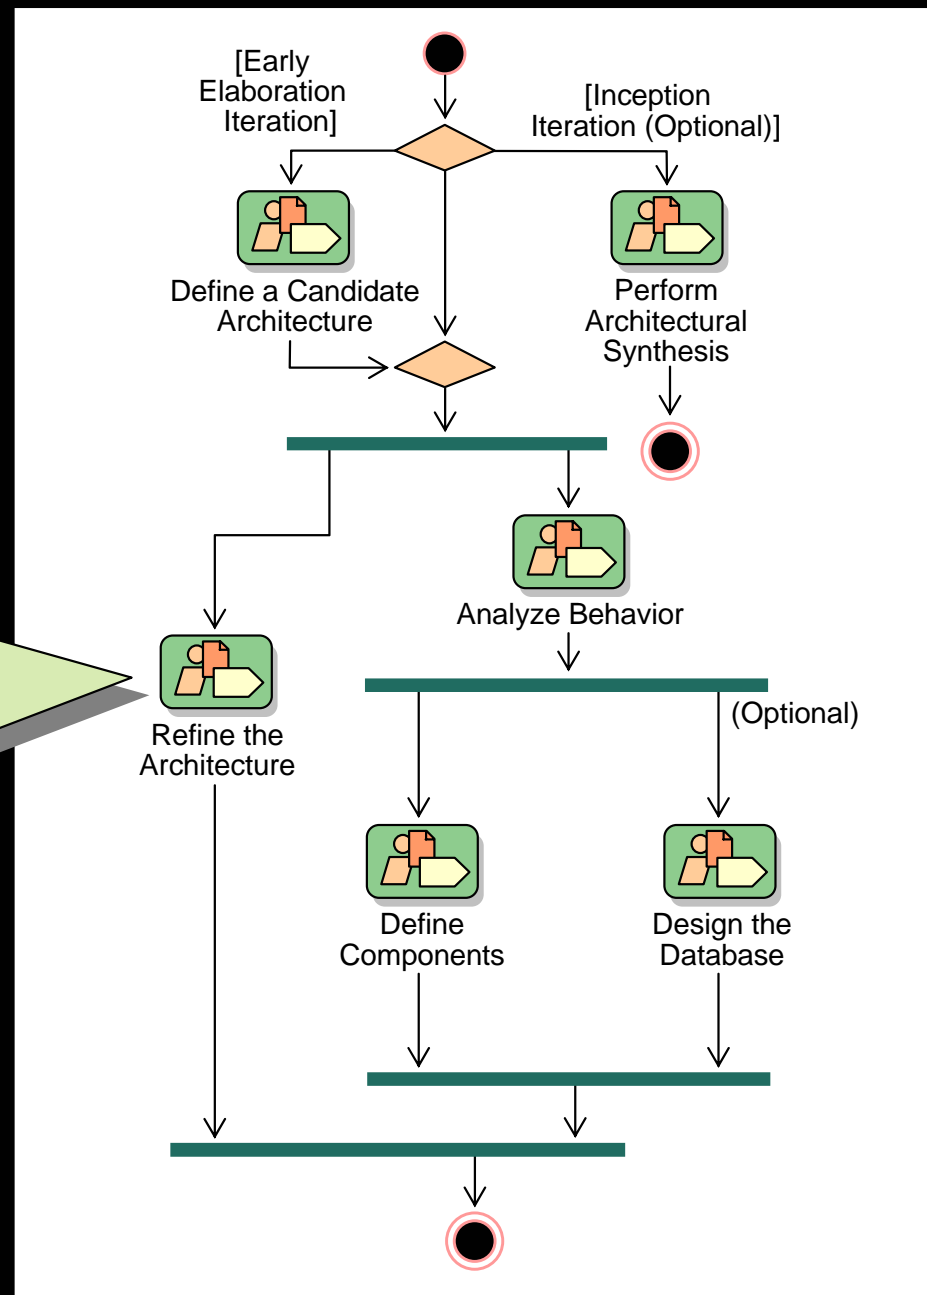 [Early
Elaboration
Iteration]
[Inception
Iteration (Optional)]
Define a Candidate
Architecture
Perform
Architectural
Synthesis
Analyze Behavior
(Optional)
Refine the
Architecture
Define
Components
Design the
Database